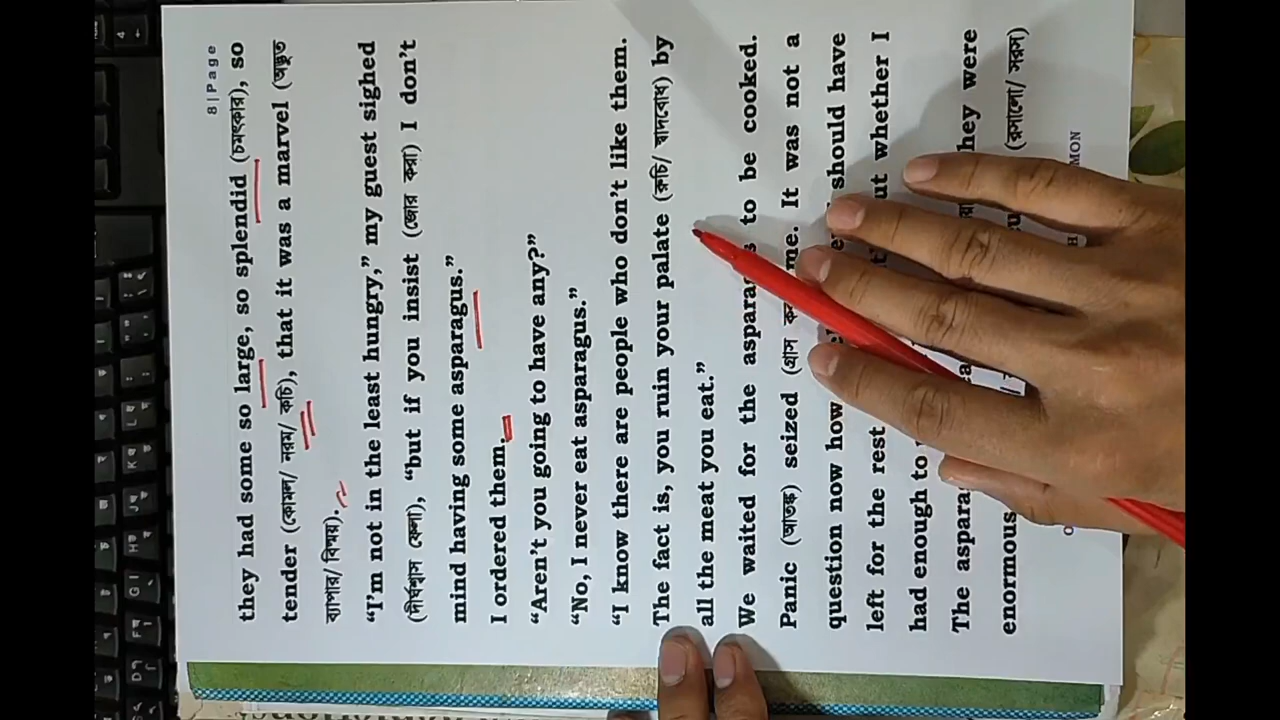 8 | Page
they had some so large, so splendid (চমৎকার), so
tender (কোমল/ নরম/ কচি), that it was a marvel (অদ্ভুত
ব্যাপার/ বিস্ময়).
“I’m not in the least hungry,” my guest sighed
(দীর্ঘশ্বাস ফেলা), “but if you insist (জোর করা) I don’t
mind having some asparagus.”
I ordered them.
“Aren’t you going to have any?”
“No, I never eat asparagus.”
“I know there are people who don’t like them.
The fact is, you ruin your palate (রুচি/ স্বাদবোধ) by
all the meat you eat.”
We waited for the to be cooked.
Panic (আতঙ্ক) seized (গ্রাস me. It was not a
question now how should have
left for the rest whether I
had enough to
The they were
enormous (রসালো/ সরস)